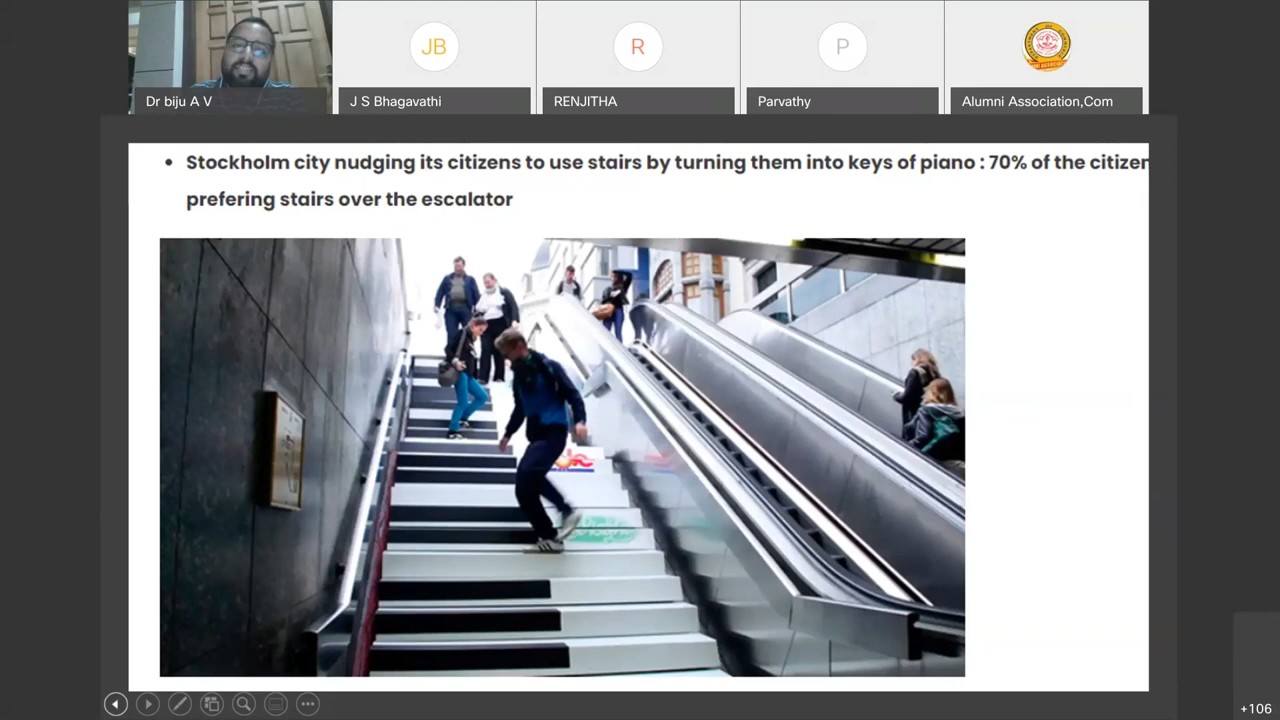 JB
R
P
Dr biju A V
J S Bhagavathi
RENJITHA
Parvathy
Alumni Association,Com
• Stockholm city nudging its citizens to use stairs by turning them into keys of piano : 70% of the citizen
prefering stairs over the escalator
+106